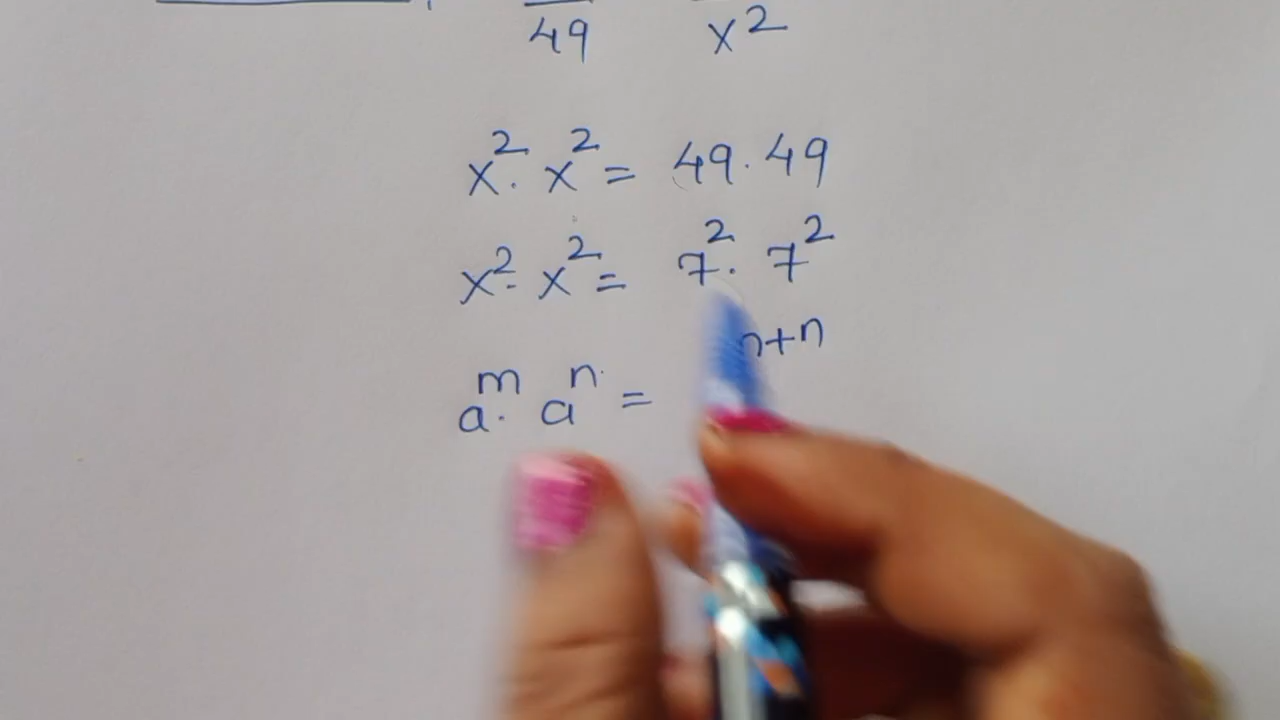 49 x²
x² · x² = 49 · 49
x² · x² = 7² · 7²
aᵐ · aⁿ = n+n